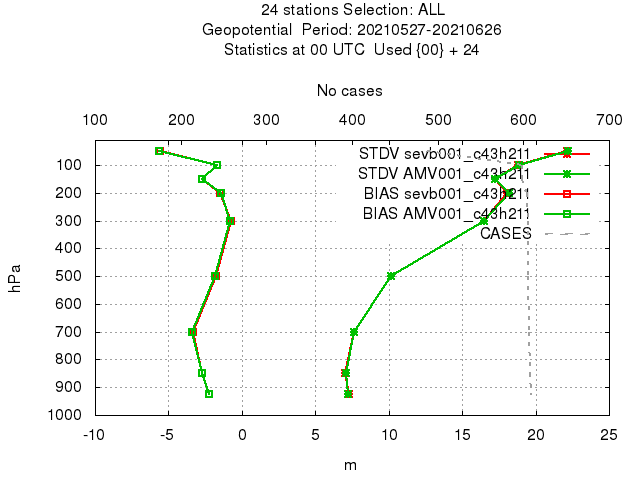 24 stations Selection: ALL
Geopotential  Period: 20210527-20210626
Statistics at 00 UTC  Used {00} + 24
No cases
100 200 300 400 500 600 700
STDV sevb001_c43h211
STDV AMV001_c43h211
BIAS sevb001_c43h211
BIAS AMV001_c43h211
CASES
100
200
300
400
500
600
700
800
900
1000
hPa
-10 -5 0 5 10 15 20 25
m